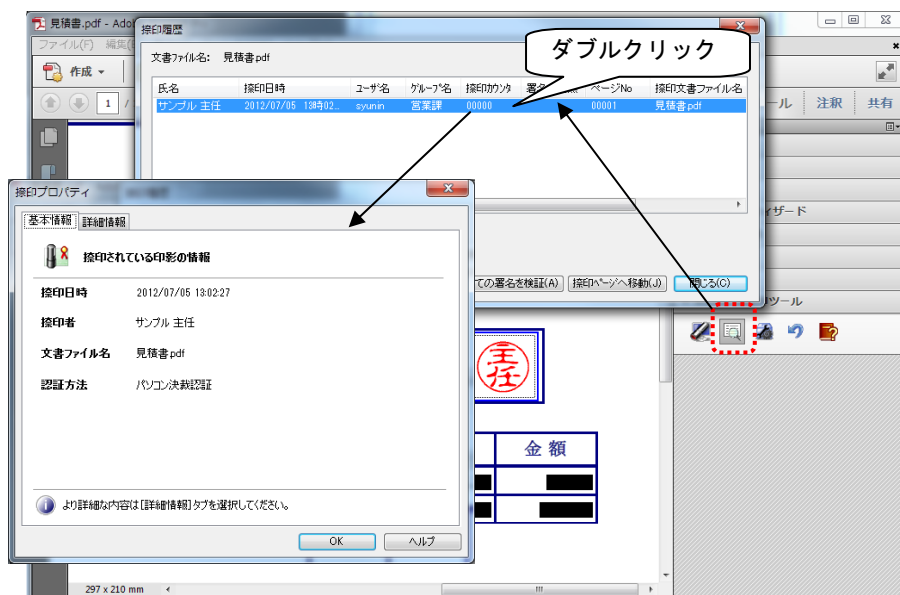 見積書.pdf - Ado
捺印履歴
ファイル(F) 編集(
文書ファイル名: 見積書.pdf
ダブルクリック
作成
氏名 捺印日時 ユーザ名 グループ名 捺印カウンタ 署名 ページNo 捺印文書ファイル名
サンプル 主任 2012/07/05 13時02... syunin 営業課 00000 00001 見積書.pdf
1 /
ール 注釈 共有
捺印プロパティ
基本情報 詳細情報
ィザード
捺印されている印影の情報
捺印日時 2012/07/05 13:02:27
ての署名を検証(A) 捺印ページへ移動(J) 閉じる(C)
ツール
捺印者 サンプル 主任
文書ファイル名 見積書.pdf
主任
認証方法 パソコン決裁認証
金 額
より詳細な内容は[詳細情報]タブを選択してください。
OK ヘルプ
297 x 210 mm